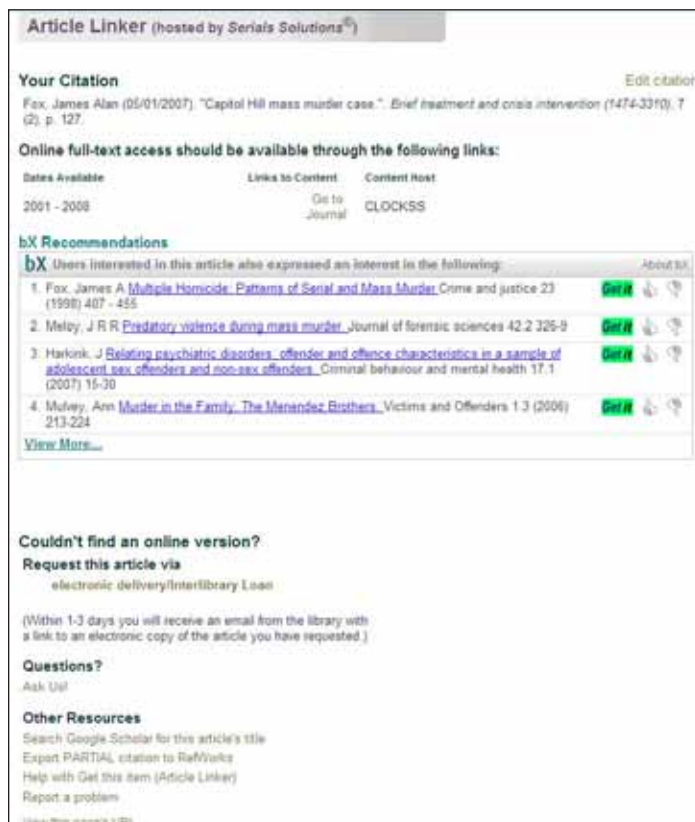 Article Linker (hosted by Serials Solutions®)
Your Citation Edit citation
Fox, James Alan (05/01/2007). "Capitol Hill mass murder case.". Brief treatment and crisis intervention (1474-3310), 7
(2), p. 127.
Online full-text access should be available through the following links:
Dates Available Links to Content Content Host
2001 - 2008 Go to
Journal CLOCKSS
bX Recommendations
bX Users interested in this article also expressed an interest in the following: About bX
1. Fox, James A Multiple Homicide: Patterns of Serial and Mass Murder Crime and justice 23 Get it
(1998) 407 - 455
2. Meloy, J R R Predatory violence during mass murder. Journal of forensic sciences 42.2 326-9 Get it
3. Harkink, J Relating psychiatric disorders, offender and offence characteristics in a sample of Get it
adolescent sex offenders and non-sex offenders. Criminal behaviour and mental health 17.1
(2007) 15-30
4. Mulvey, Ann Murder in the Family: The Menendez Brothers. Victims and Offenders 1.3 (2006) Get it
213-224
View More...
Couldn't find an online version?
Request this article via
electronic delivery/Interlibrary Loan
(Within 1-3 days you will receive an email from the library with
a link to an electronic copy of the article you have requested.)
Questions?
Ask Us!
Other Resources
Search Google Scholar for this article's title
Export PARTIAL citation to RefWorks
Help with Get this item (Article Linker)
Report a problem
View this page's URL